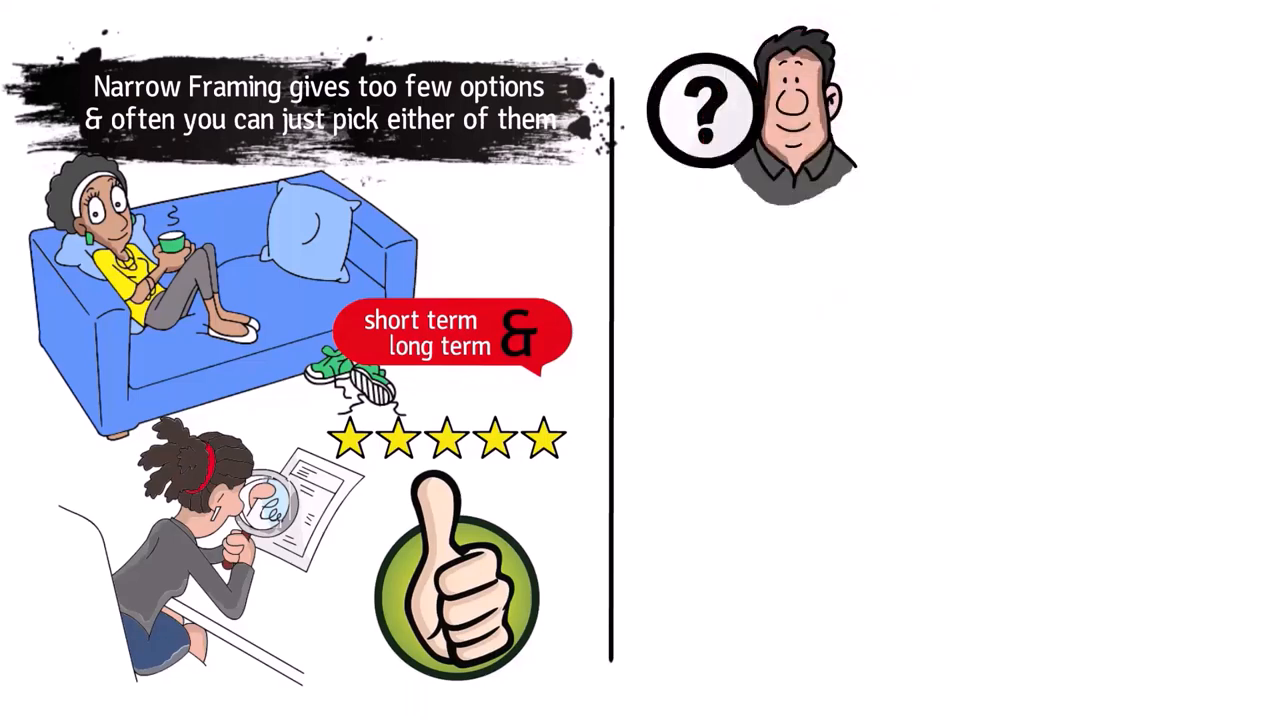 Narrow Framing gives too few options
& often you can just pick either of them
short term
long term &
?